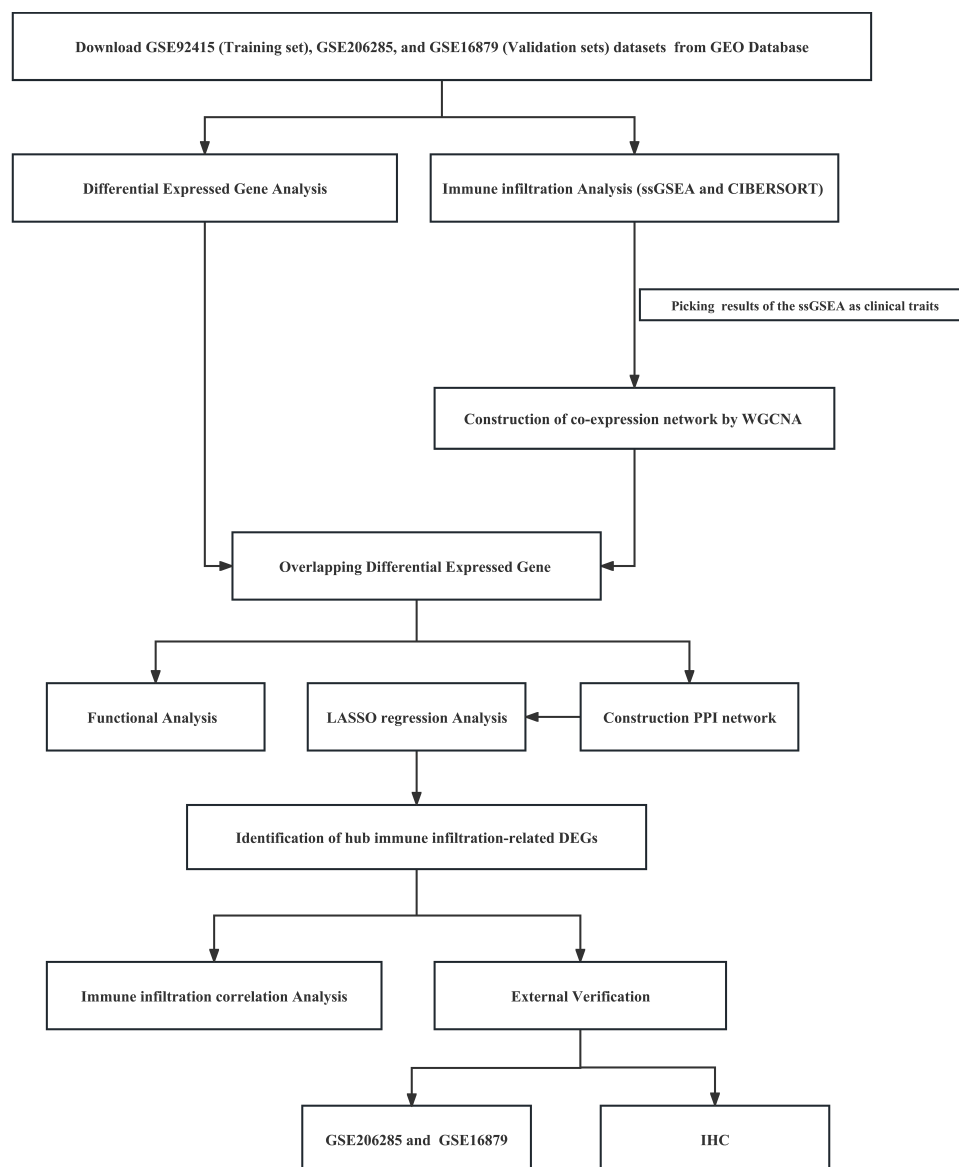 Download GSE92415 (Training set), GSE206285, and GSE16879 (Validation sets) datasets  from GEO Database
Differential Expressed Gene Analysis
Immune infiltration Analysis (ssGSEA and CIBERSORT)
Picking  results of the ssGSEA as clinical traits
Construction of co-expression network by WGCNA
Overlapping Differential Expressed Gene
Functional Analysis
LASSO regression Analysis
Construction PPI network
Identification of hub immune infiltration-related DEGs
Immune infiltration correlation Analysis
External Verification
GSE206285 and  GSE16879
IHC